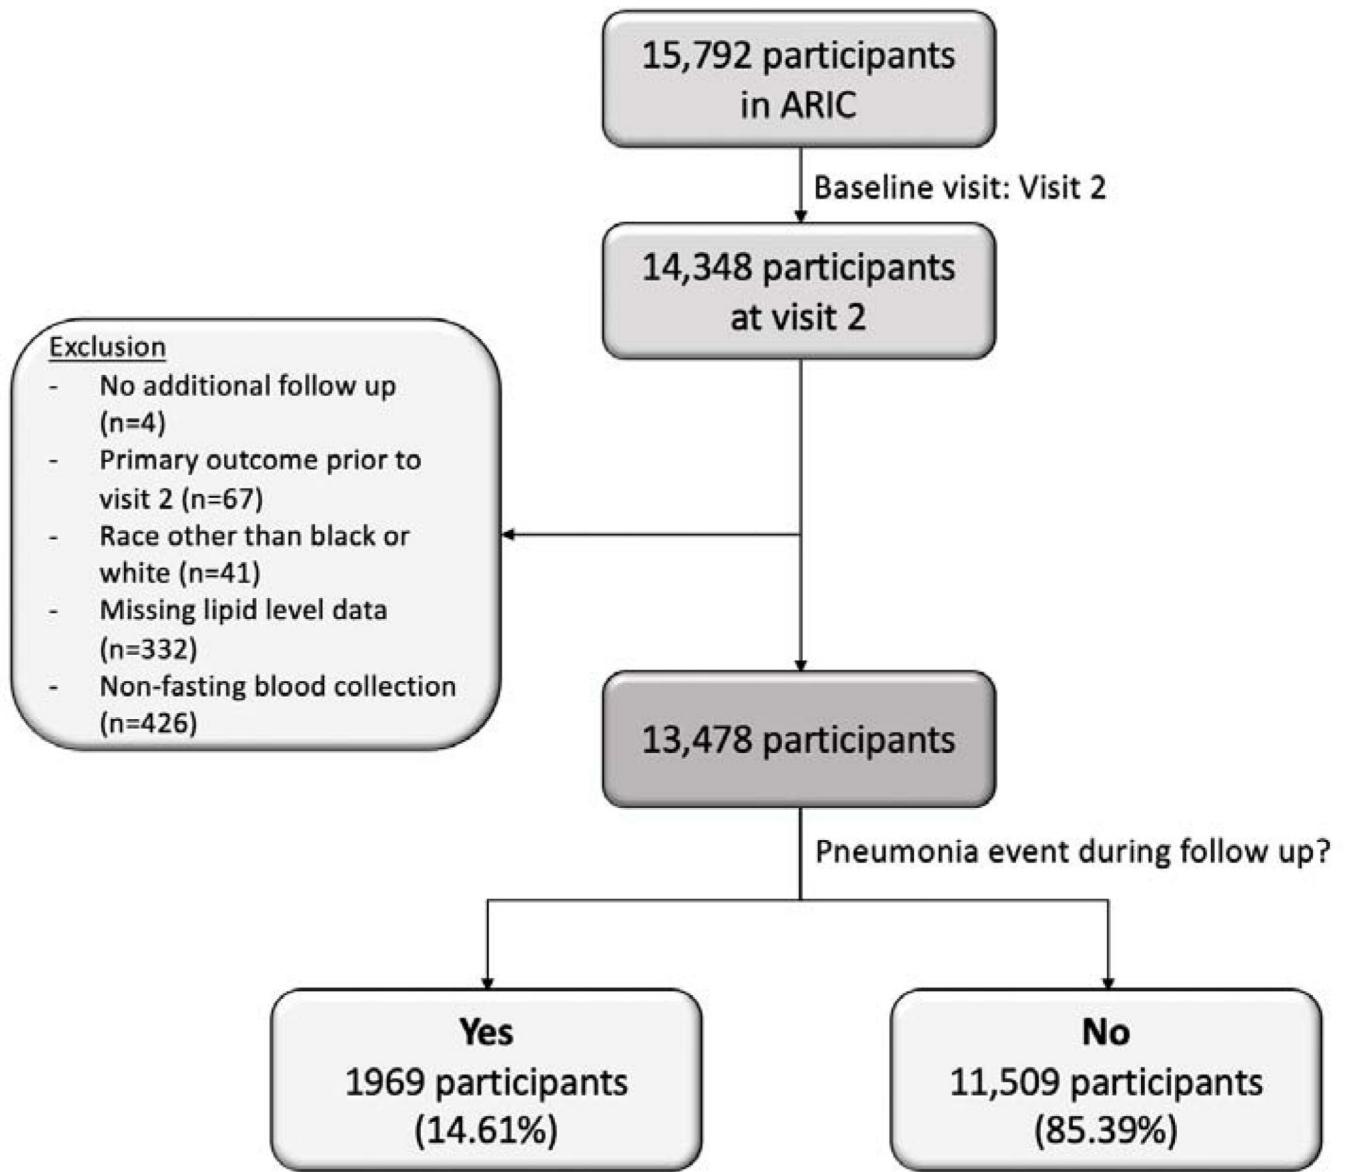 15,792 participants
in ARIC
Baseline visit: Visit 2
14,348 participants
at visit 2
Exclusion
- No additional follow up
(n=4)
- Primary outcome prior to
visit 2 (n=67)
- Race other than black or
white (n=41)
- Missing lipid level data
(n=332)
- Non-fasting blood collection
(n=426)
13,478 participants
Pneumonia event during follow up?
Yes
1969 participants
(14.61%)
No
11,509 participants
(85.39%)